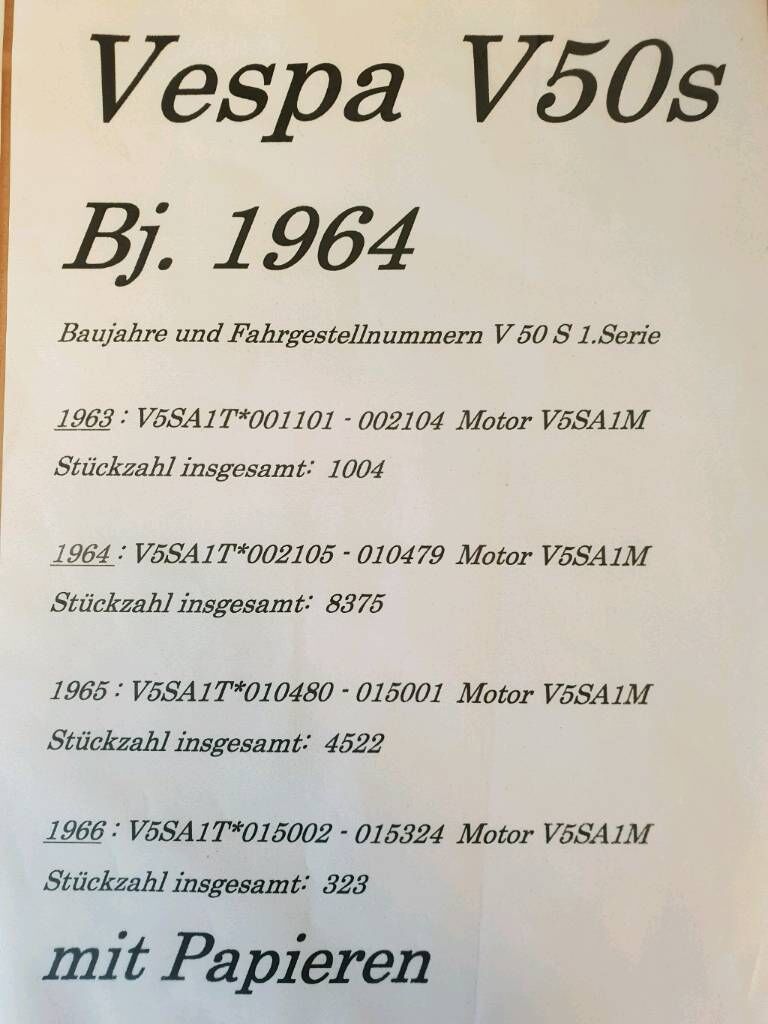 Vespa V50s
Bj. 1964
Baujahre und Fahrgestellnummern V 50 S 1.Serie
1963 : V5SA1T*001101 - 002104 Motor V5SA1M
Stückzahl insgesamt: 1004
1964 : V5SA1T*002105 - 010479 Motor V5SA1M
Stückzahl insgesamt: 8375
1965 : V5SA1T*010480 - 015001 Motor V5SA1M
Stückzahl insgesamt: 4522
1966 : V5SA1T*015002 - 015324 Motor V5SA1M
Stückzahl insgesamt: 323
mit Papieren